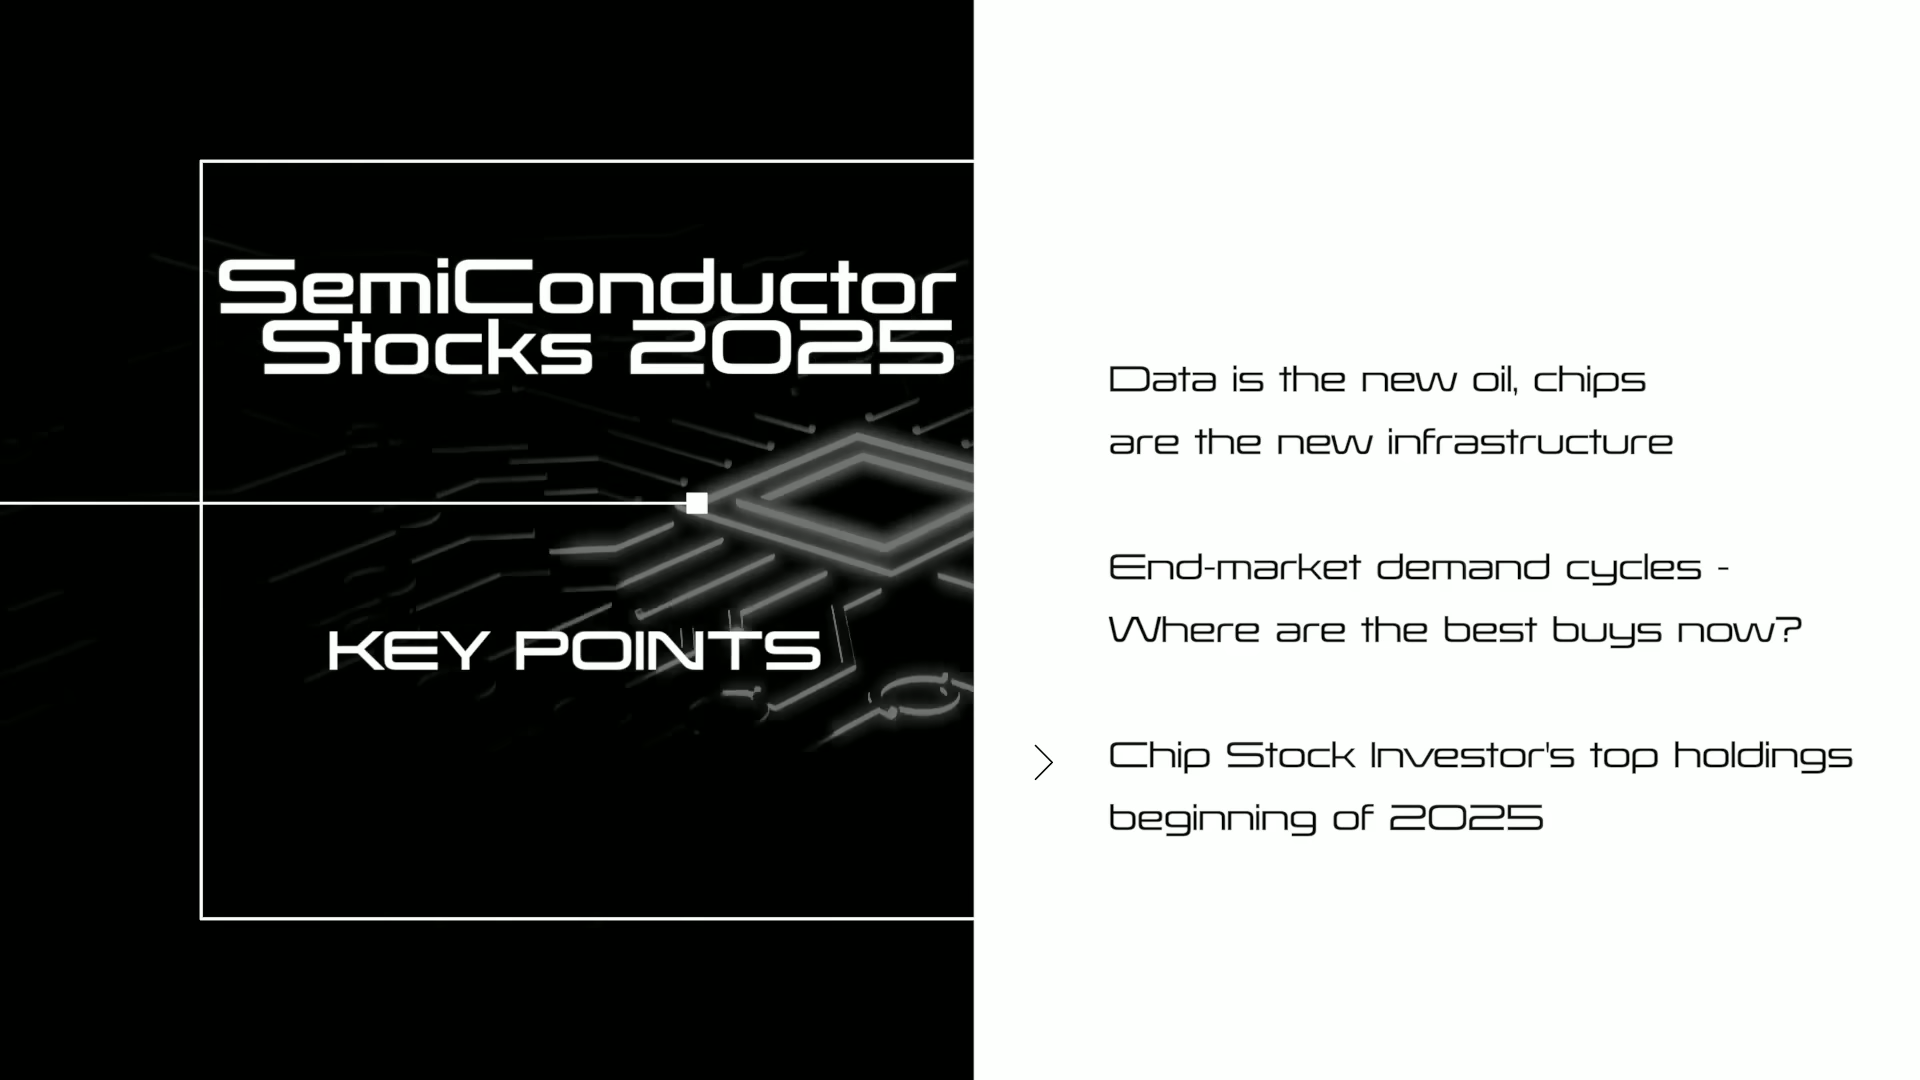 SemiConductor
Stocks 2025
KEY POINTS
Data is the new oil, chips
are the new infrastructure
End-market demand cycles -
Where are the best buys now?
Chip Stock Investor's top holdings
beginning of 2025